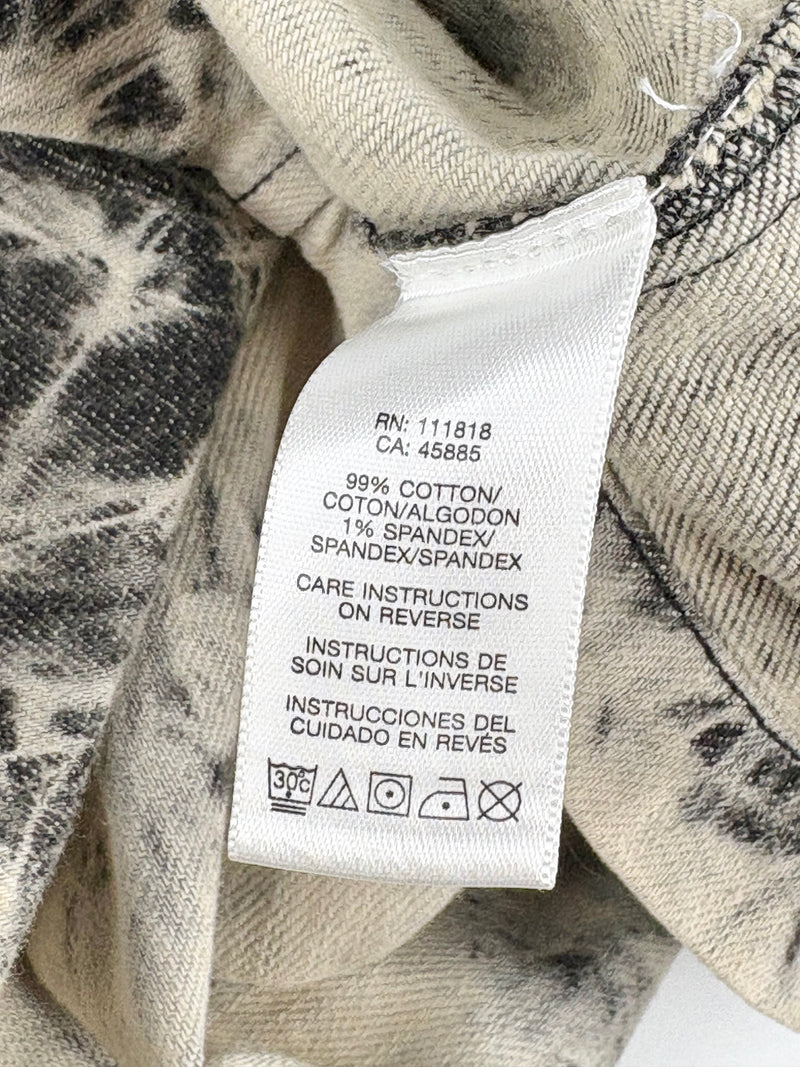 RN: 111818
CA: 45885
99% COTTON/
COTON/ALGODON
1% SPANDEX/
SPANDEX/SPANDEX
CARE INSTRUCTIONS
ON REVERSE
INSTRUCTIONS DE
SOIN SUR L'INVERSE
INSTRUCCIONES DEL
CUIDADO EN REVÉS
30°C